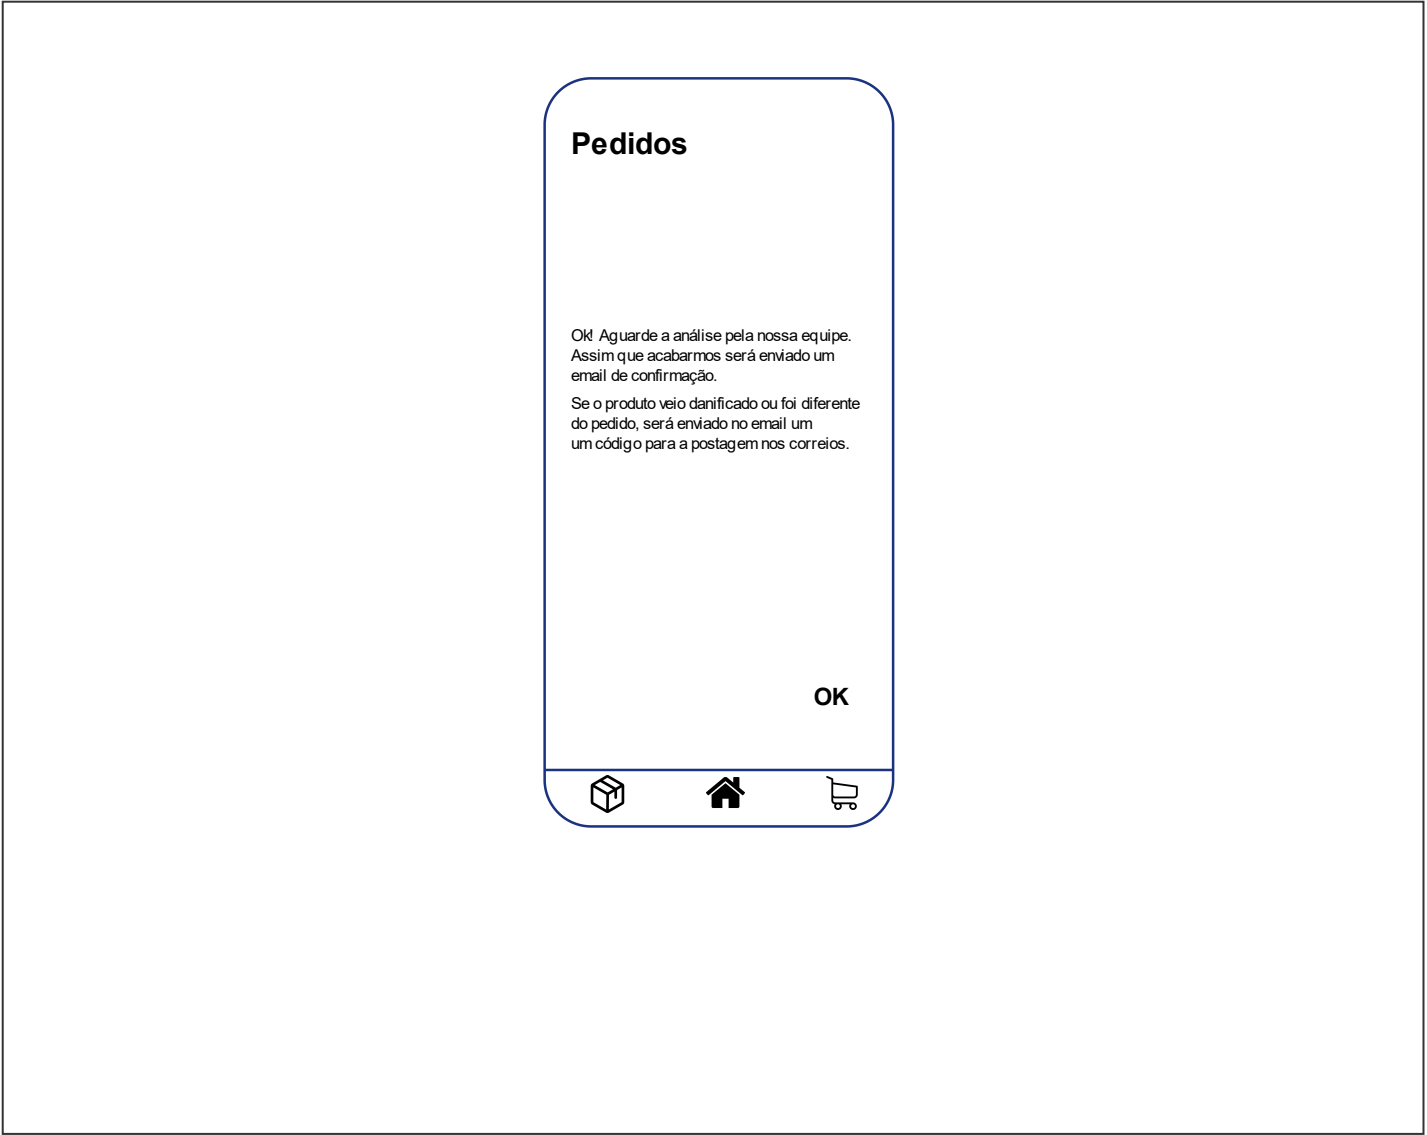 Pedidos
Ok! Aguarde a análise pela nossa equipe.
Assim que acabarmos será enviado um
email de confirmação.
Se o produto veio danificado ou foi diferente
do pedido, será enviado no email um
um código para a postagem nos correios.
OK